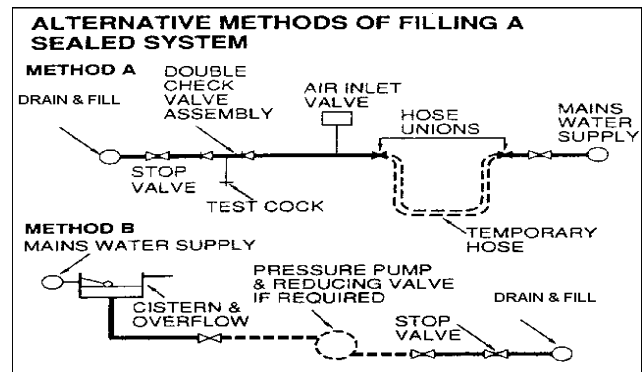 ALTERNATIVE METHODS OF FILLING A
SEALED SYSTEM
METHOD A
DOUBLE
CHECK
VALVE
ASSEMBLY
DRAIN & FILL
AIR INLET
VALVE
HOSE
UNIONS
MAINS
WATER
SUPPLY
STOP
VALVE
TEST COCK
TEMPORARY
HOSE
METHOD B
MAINS WATER SUPPLY
CISTERN &
OVERFLOW
PRESSURE PUMP
& REDUCING VALVE
IF REQUIRED
STOP
VALVE
DRAIN & FILL